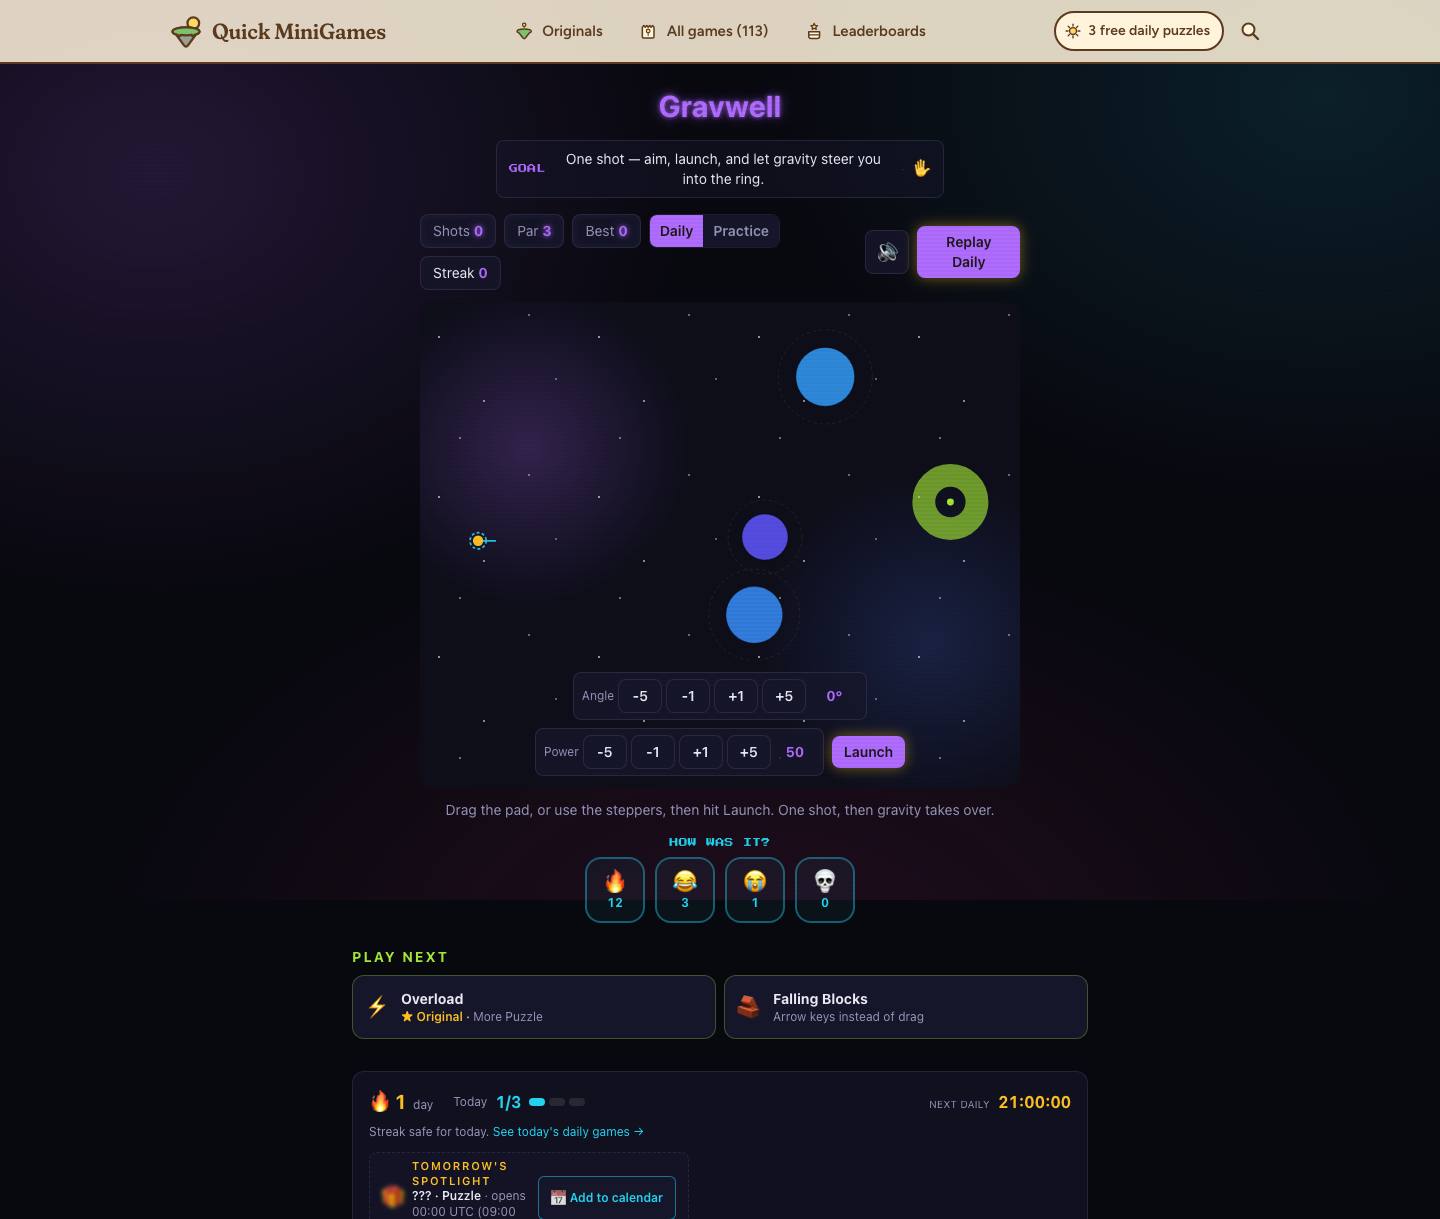 Quick MiniGames
Originals
All games (113)
Leaderboards
3 free daily puzzles
Gravwell
GOAL
One shot — aim, launch, and let gravity steer you
into the ring.
Shots 0
Par 3
Best 0
Daily
Practice
Streak 0
Replay
Daily
Angle
-5
-1
+1
+5
0°
Power
-5
-1
+1
+5
50
Launch
Drag the pad, or use the steppers, then hit Launch. One shot, then gravity takes over.
HOW WAS IT?
12
3
1
0
PLAY NEXT
Overload
Original · More Puzzle
Falling Blocks
Arrow keys instead of drag
1 day
Today 1/3
NEXT DAILY 21:00:00
Streak safe for today. See today's daily games →
TOMORROW'S
SPOTLIGHT
??? · Puzzle · opens
00:00 UTC (09:00
Add to calendar